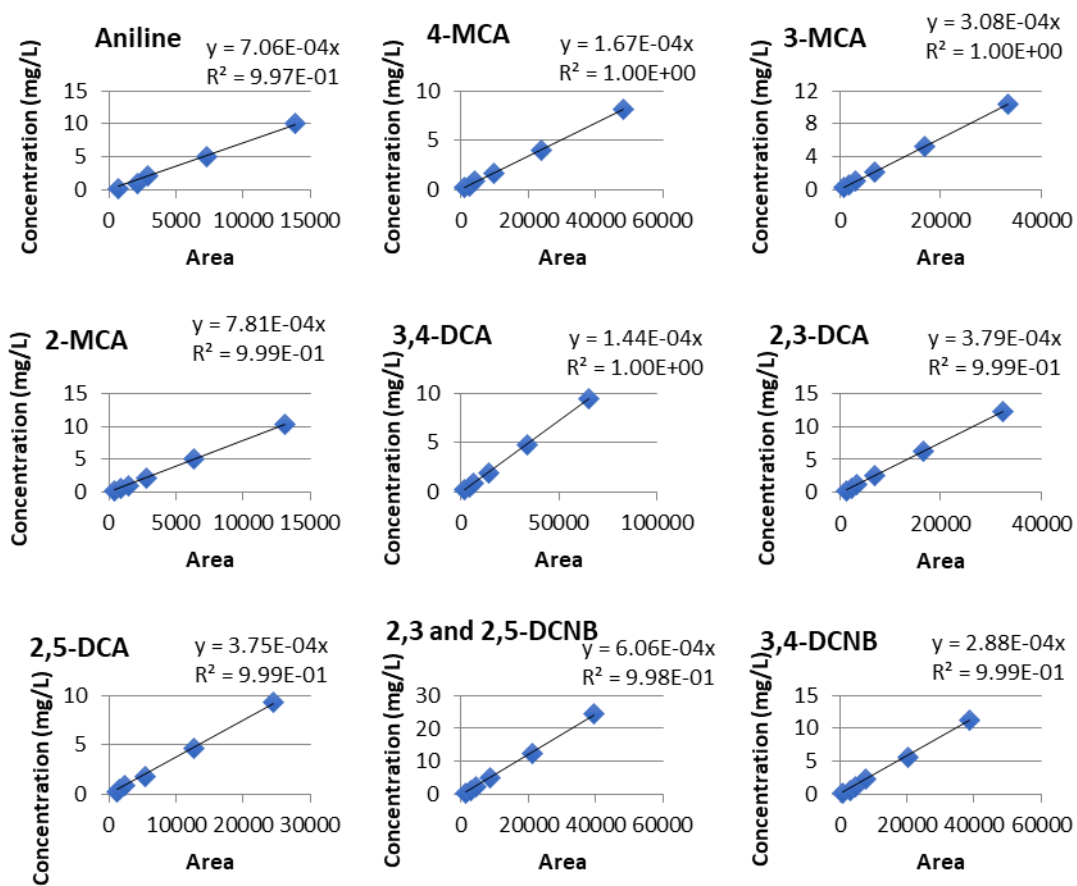 Aniline
y = 7.06E-04x
R² = 9.97E-01
Concentration (mg/L)
15
10
5
0
0 5000 10000 15000
Area
4-MCA
y = 1.67E-04x
R² = 1.00E+00
Concentration (mg/L)
10
5
0
0 20000 40000 60000
Area
3-MCA
y = 3.08E-04x
R² = 1.00E+00
Concentration (mg/L)
12
8
4
0
0 20000 40000
Area
2-MCA
y = 7.81E-04x
R² = 9.99E-01
Concentration (mg/L)
15
10
5
0
0 5000 10000 15000
Area
3,4-DCA
y = 1.44E-04x
R² = 1.00E+00
Concentration (mg/L)
10
5
0
0 50000 100000
Area
2,3-DCA
y = 3.79E-04x
R² = 9.99E-01
Concentration (mg/L)
15
10
5
0
0 20000 40000
Area
2,5-DCA
y = 3.75E-04x
R² = 9.99E-01
Concentration (mg/L)
10
5
0
0 10000 20000 30000
Area
2,3 and 2,5-DCNB
y = 6.06E-04x
R² = 9.98E-01
Concentration (mg/L)
30
20
10
0
0 20000 40000 60000
Area
3,4-DCNB
y = 2.88E-04x
R² = 9.99E-01
Concentration (mg/L)
15
10
5
0
0 20000 40000 60000
Area